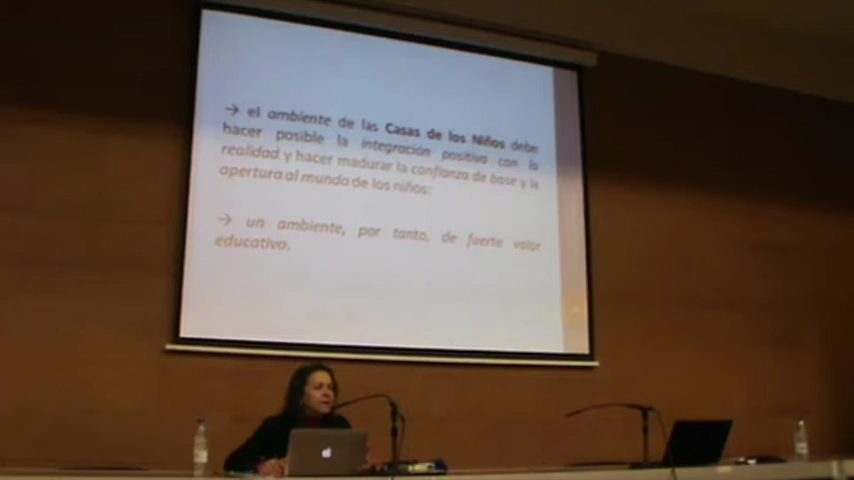 → el ambiente de las Casas de los Niños debe
hacer posible la integración positiva con la
realidad y hacer madurar la confianza de base y la
apertura al mundo de los niños:
→ un ambiente, por tanto, de fuerte valor
educativo.